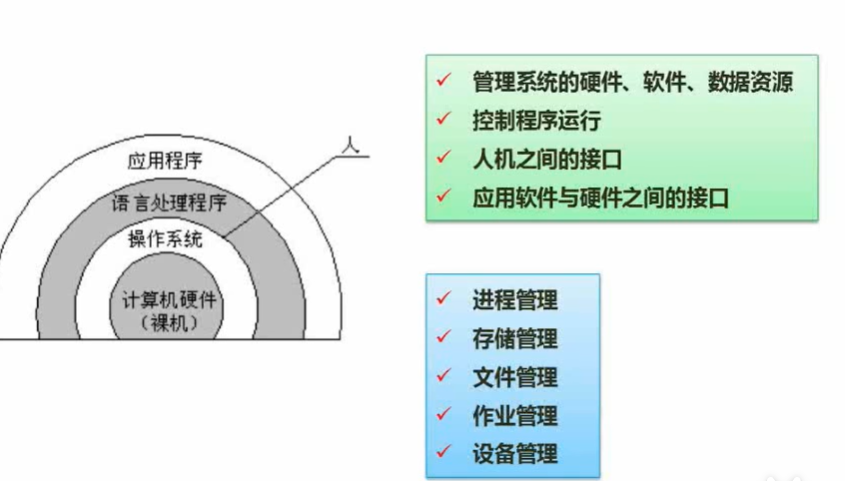 人
应用程序
语言处理程序
操作系统
计算机硬件
（裸机）
管理系统的硬件、软件、数据资源
控制程序运行
人机之间的接口
应用软件与硬件之间的接口
进程管理
存储管理
文件管理
作业管理
设备管理